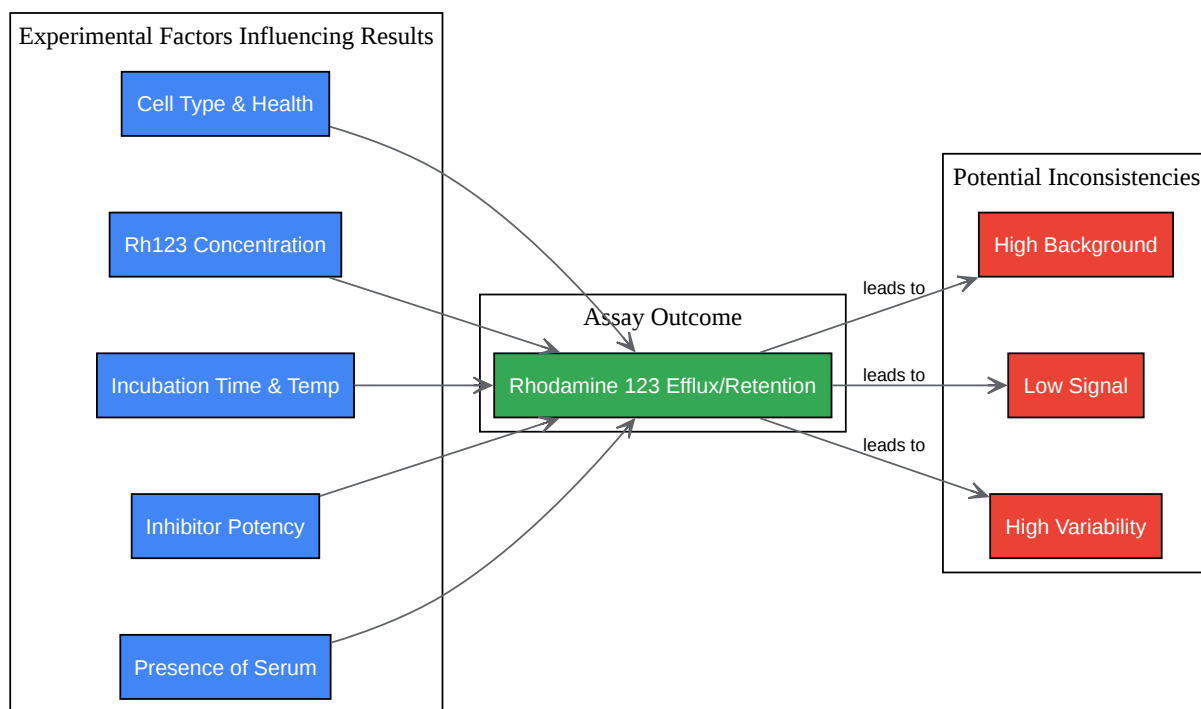 Experimental Factors Influencing Results
Cell Type & Health
Rh123 Concentration
Incubation Time & Temp
Inhibitor Potency
Presence of Serum
Assay Outcome
Rhodamine 123 Efflux/Retention
leads to
leads to
leads to
Potential Inconsistencies
High Background
Low Signal
High Variability